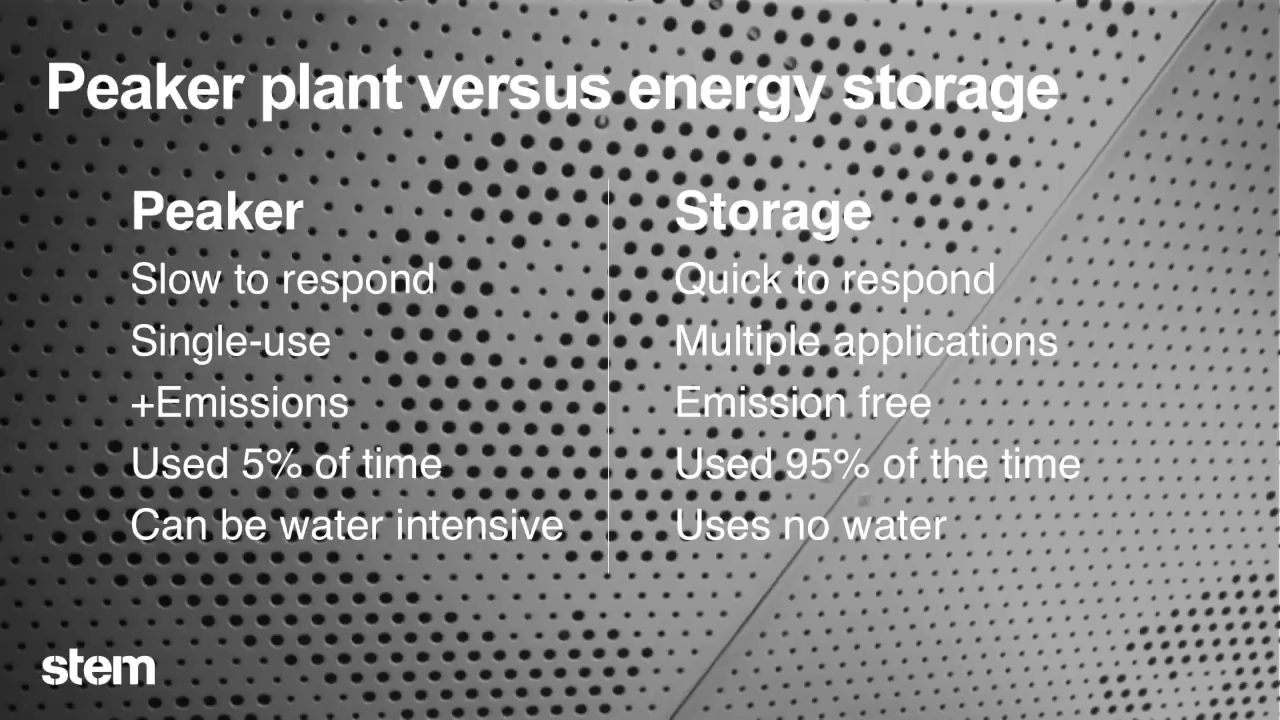 Peaker plant versus energy storage
Peaker
Slow to respond
Single-use
+Emissions
Used 5% of time
Can be water intensive
Storage
Quick to respond
Multiple applications
Emission free
Used 95% of the time
Uses no water
stem